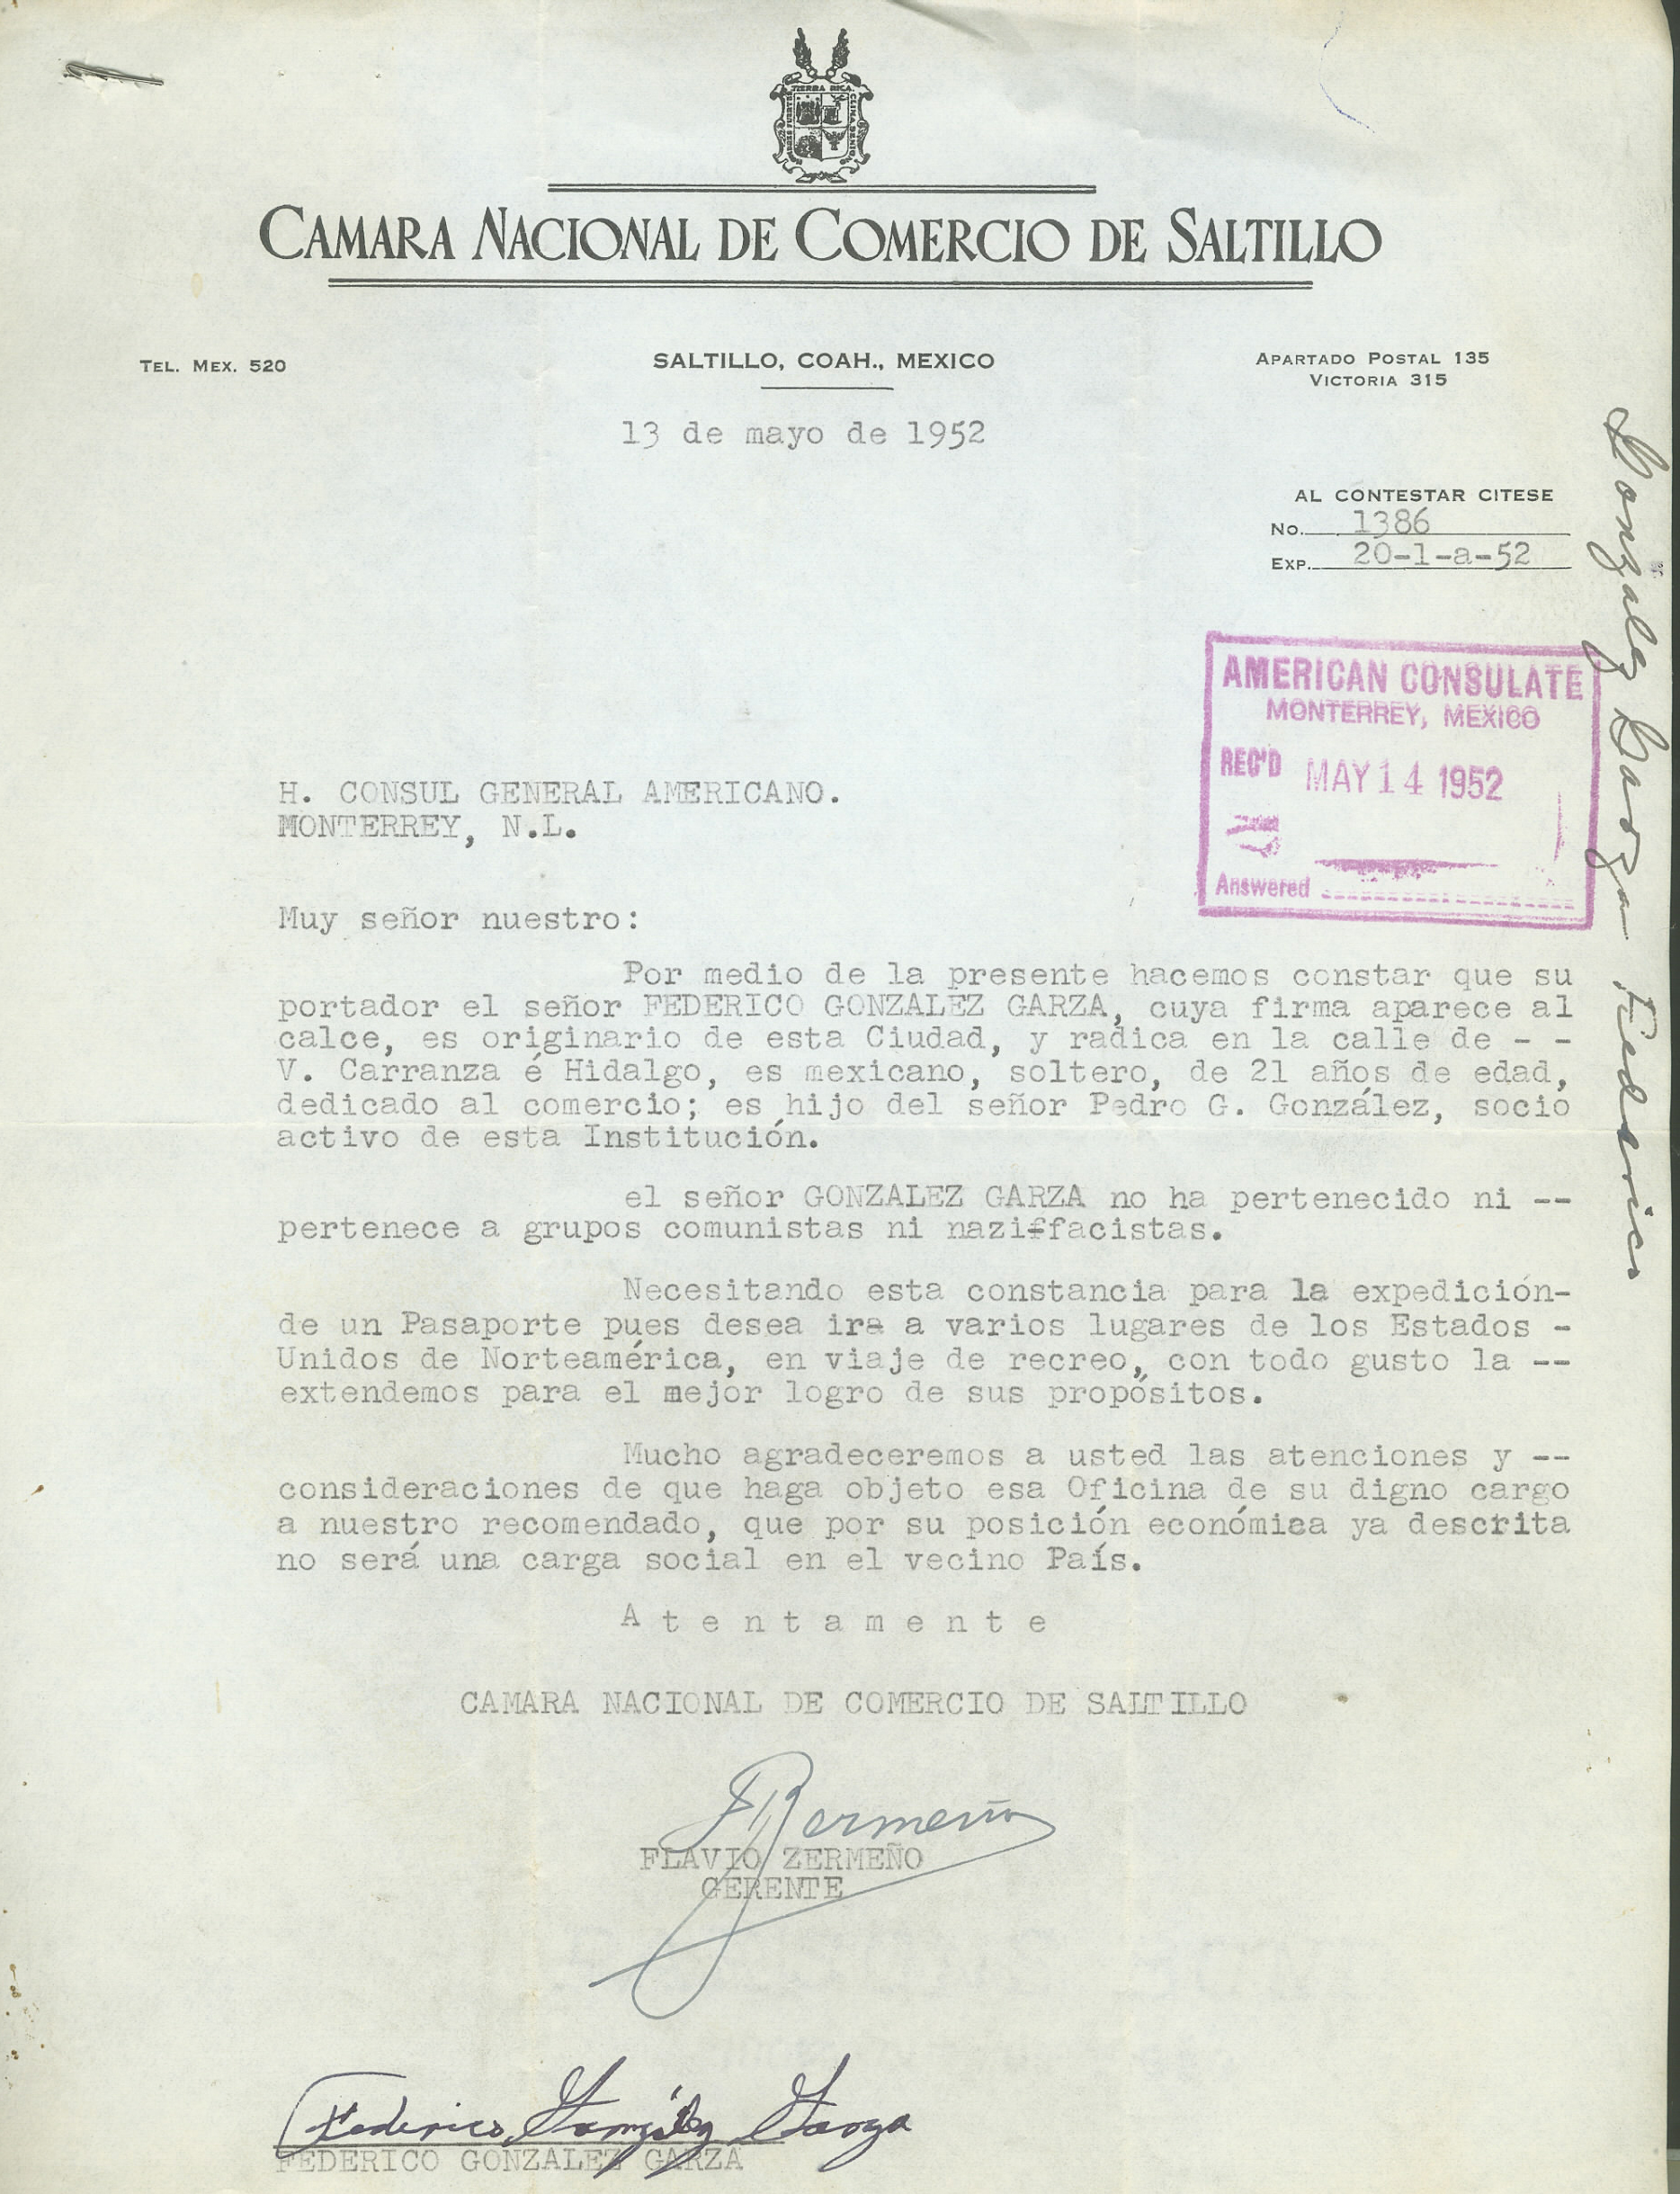 TIERRA RICA
CAMARA NACIONAL DE COMERCIO DE SALTILLO
TEL. MEX. 520
SALTILLO, COAH., MEXICO
APARTADO POSTAL 135
VICTORIA 315
13 de mayo de 1952
AL CONTESTAR CITESE
No. 1386
EXP. 20-1-a-52
Gonzalez Garza, Federico
AMERICAN CONSULATE
MONTERREY, MEXICO
REC'D MAY 14 1952
Answered
H. CONSUL GENERAL AMERICANO.
MONTERREY, N.L.
Muy señor nuestro:
Por medio de la presente hacemos constar que su
portador el señor FEDERICO GONZALEZ GARZA, cuya firma aparece al
calce, es originario de esta Ciudad, y radica en la calle de - -
V. Carranza é Hidalgo, es mexicano, soltero, de 21 años de edad,
dedicado al comercio; es hijo del señor Pedro G. González, socio
activo de esta Institución.
el señor GONZALEZ GARZA no ha pertenecido ni --
pertenece a grupos comunistas ni nazi-facistas.
Necesitando esta constancia para la expedición-
de un Pasaporte pues desea ir a varios lugares de los Estados -
Unidos de Norteamérica, en viaje de recreo, con todo gusto la --
extendemos para el mejor logro de sus propósitos.
Mucho agradeceremos a usted las atenciones y --
consideraciones de que haga objeto esa Oficina de su digno cargo
a nuestro recomendado, que por su posición económica ya descrita
no será una carga social en el vecino País.
A t e n t a m e n t e
CAMARA NACIONAL DE COMERCIO DE SALTILLO
FZermeño
FLAVIO ZERMEÑO
GERENTE
Federico González Garza
FEDERICO GONZALEZ GARZA